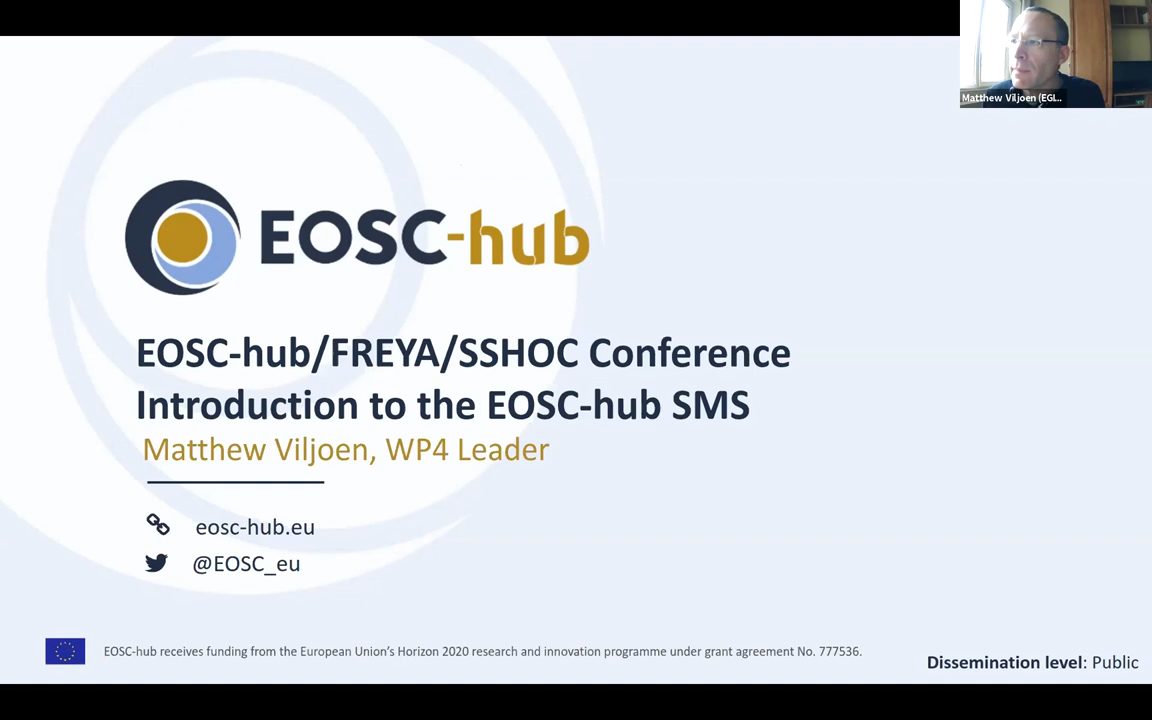 Matthew Viljoen (EGI...
EOSC-hub
EOSC-hub/FREYA/SSHOC Conference
Introduction to the EOSC-hub SMS
Matthew Viljoen, WP4 Leader
eosc-hub.eu
@EOSC_eu
EOSC-hub receives funding from the European Union’s Horizon 2020 research and innovation programme under grant agreement No. 777536.
Dissemination level: Public